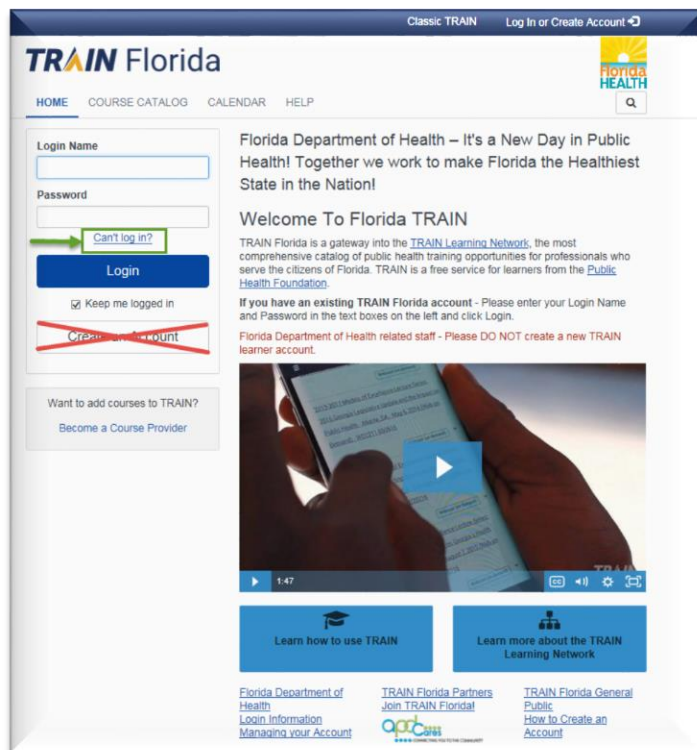 Classic TRAIN Log In or Create Account
TRAIN Florida
Florida
HEALTH
HOME COURSE CATALOG CALENDAR HELP
Login Name
Password
Can't log in?
Login
Keep me logged in
Create an Account
Want to add courses to TRAIN?
Become a Course Provider
Florida Department of Health – It's a New Day in Public
Health! Together we work to make Florida the Healthiest
State in the Nation!
Welcome To Florida TRAIN
TRAIN Florida is a gateway into the TRAIN Learning Network, the most
comprehensive catalog of public health training opportunities for professionals who
serve the citizens of Florida. TRAIN is a free service for learners from the Public
Health Foundation.
If you have an existing TRAIN Florida account - Please enter your Login Name
and Password in the text boxes on the left and click Login.
Florida Department of Health related staff - Please DO NOT create a new TRAIN
learner account.
TRAIN
1:47
CC
Learn how to use TRAIN
Learn more about the TRAIN
Learning Network
Florida Department of
Health
Login Information
Managing your Account
TRAIN Florida Partners
Join TRAIN Florida!
apd Cares
TRAIN Florida General
Public
How to Create an
Account